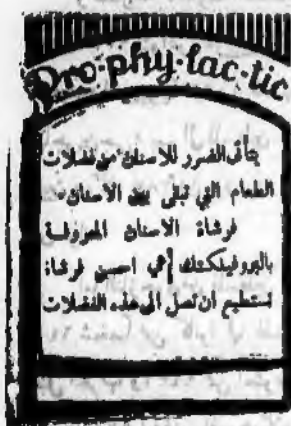 Pro-phy-lac-tic
يتأتى الضرر للاسنان من فضلات
الطعام التي تبقى بين الاسنان -
فرشاة الاسنان المعروفة
بالبروفيلكتك هي احسن فرشاة
تستطيع ان تصل الى هذه الفضلات